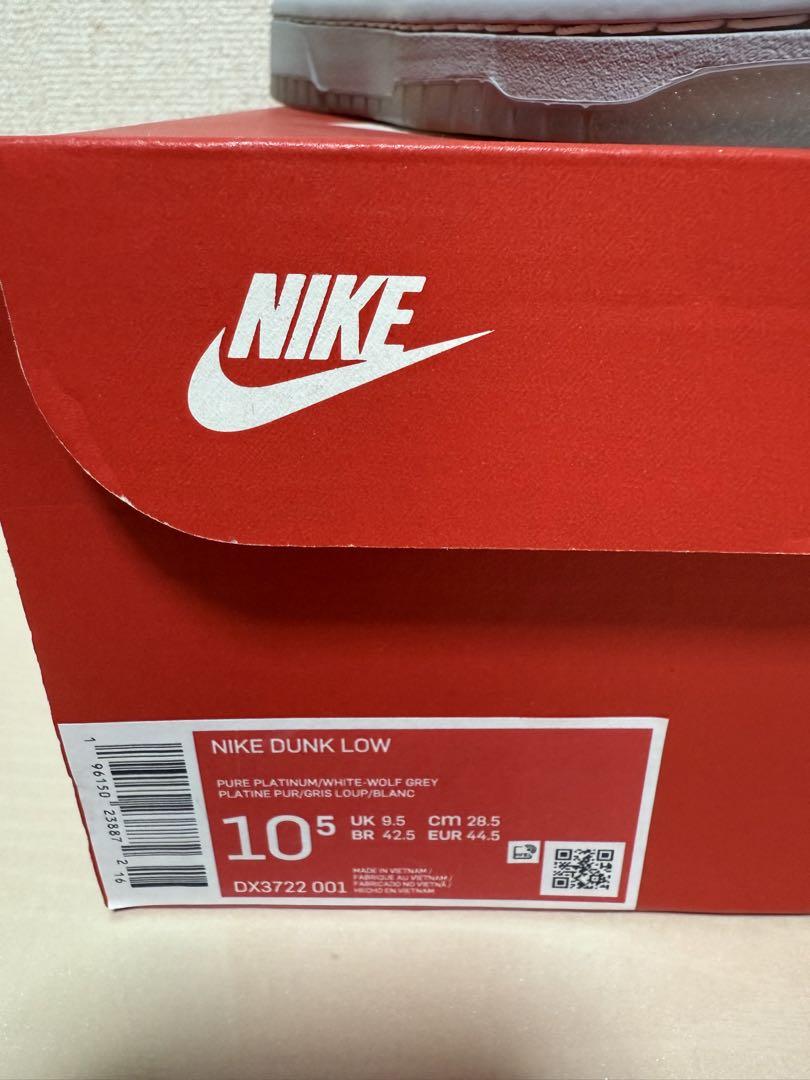 NIKE
NIKE DUNK LOW
PURE PLATINUM/WHITE-WOLF GREY
PLATINE PUR/GRIS LOUP/BLANC
10⁵ UK 9.5 cm 28.5
BR 42.5 EUR 44.5
DX3722 001
MADE IN VIETNAM /
FABRIQUÉ AU VIETNAM /
FABRICADO NO VIETNÃ /
HECHO EN VIETNAM
1 96150 23887 2 16